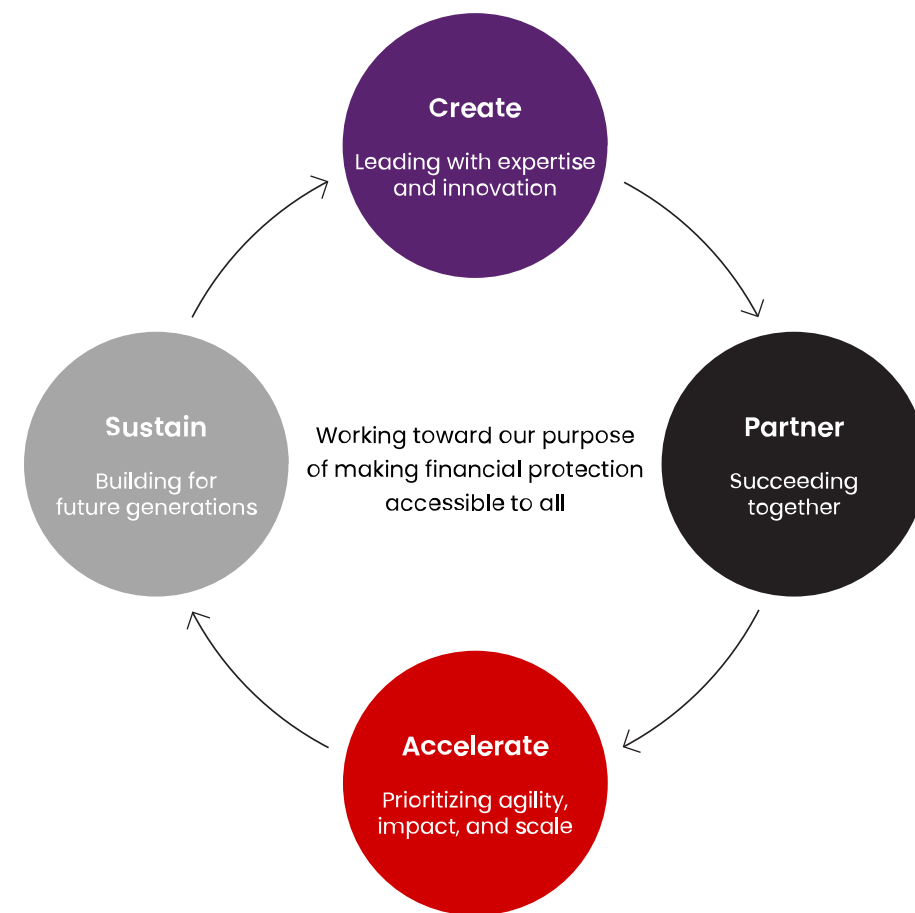 Create
Leading with expertise
and innovation
Partner
Succeeding
together
Accelerate
Prioritizing agility,
impact, and scale
Sustain
Building for
future generations
Working toward our purpose
of making financial protection
accessible to all